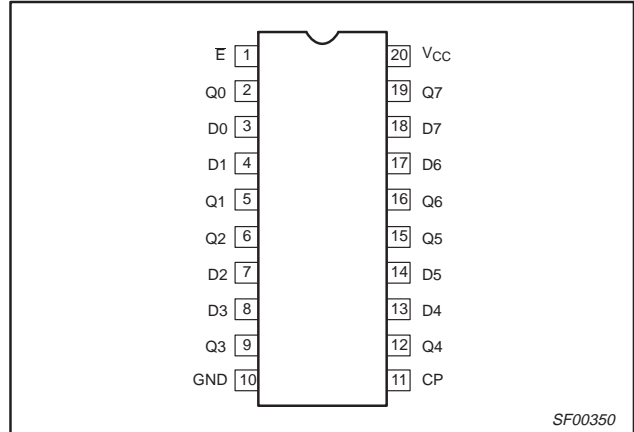 E̅ 1 20 VCC
Q0 2 19 Q7
D0 3 18 D7
D1 4 17 D6
Q1 5 16 Q6
Q2 6 15 Q5
D2 7 14 D5
D3 8 13 D4
Q3 9 12 Q4
GND 10 11 CP
SF00350